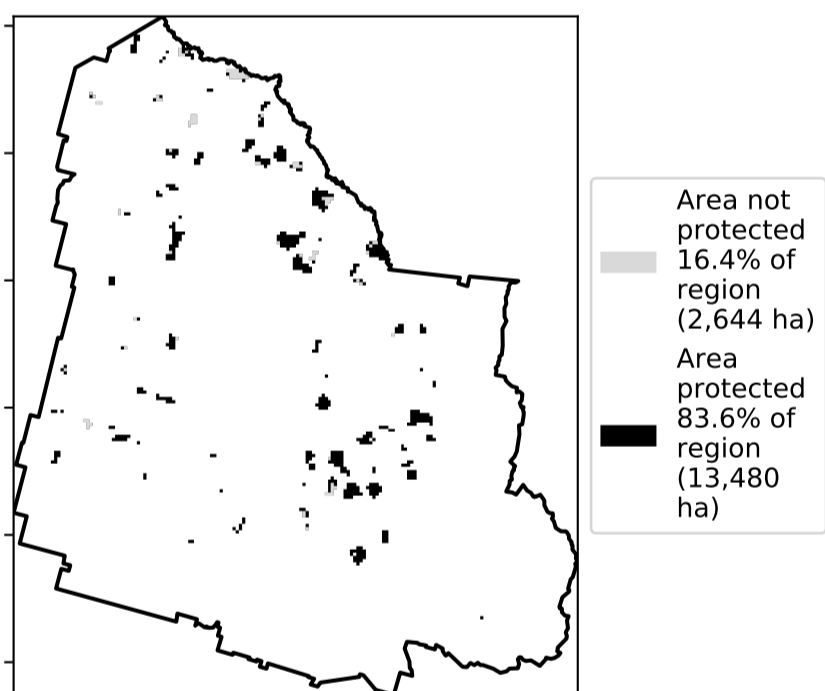 Area not
protected
16.4% of
region
(2,644 ha)
Area
protected
83.6% of
region
(13,480
ha)